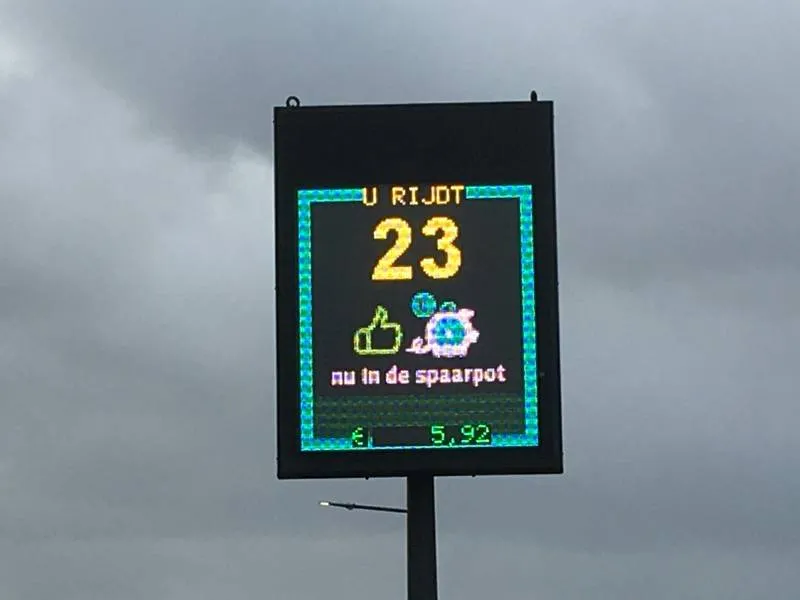 U RIJDT
23
nu in de spaarpot
€ 5,92